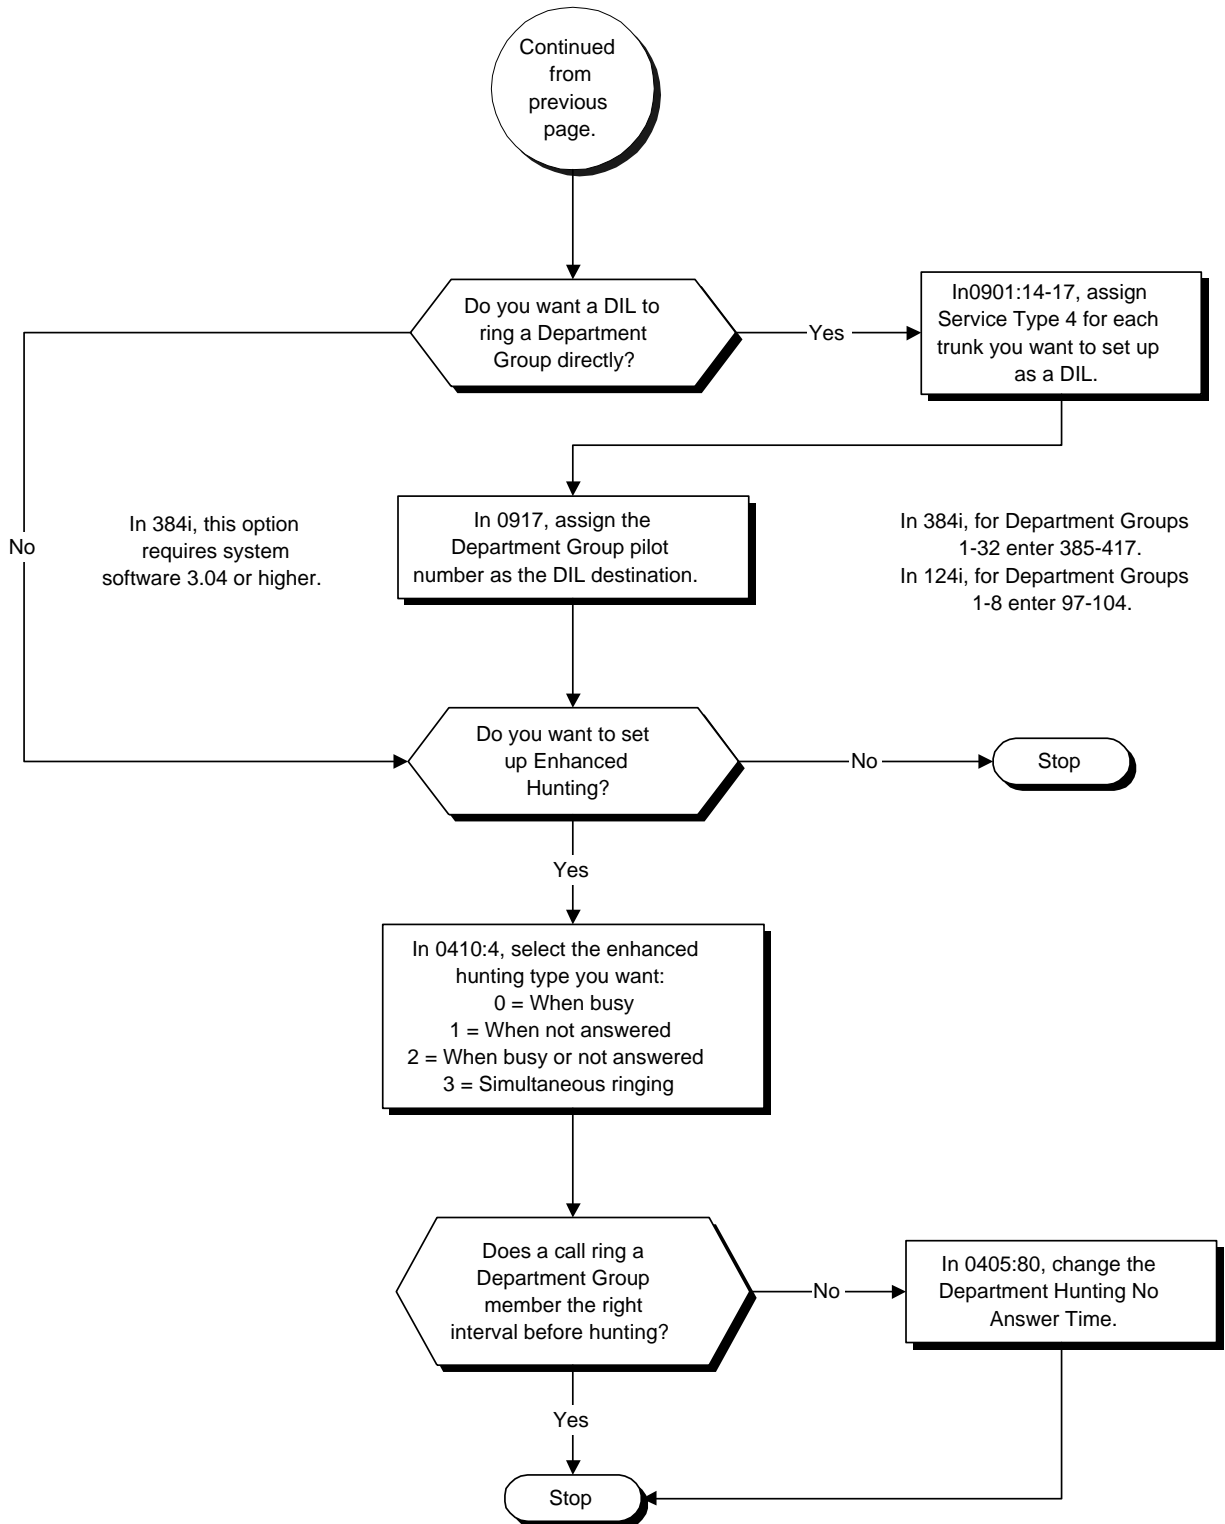 Continued
from
previous
page.
Do you want a DIL to
ring a Department
Group directly?
Yes
In0901:14-17, assign
Service Type 4 for each
trunk you want to set up
as a DIL.
No
In 384i, this option
requires system
software 3.04 or higher.
In 0917, assign the
Department Group pilot
number as the DIL destination.
In 384i, for Department Groups
1-32 enter 385-417.
In 124i, for Department Groups
1-8 enter 97-104.
Do you want to set
up Enhanced
Hunting?
No
Stop
Yes
In 0410:4, select the enhanced
hunting type you want:
0 = When busy
1 = When not answered
2 = When busy or not answered
3 = Simultaneous ringing
Does a call ring a
Department Group
member the right
interval before hunting?
No
In 0405:80, change the
Department Hunting No
Answer Time.
Yes
Stop